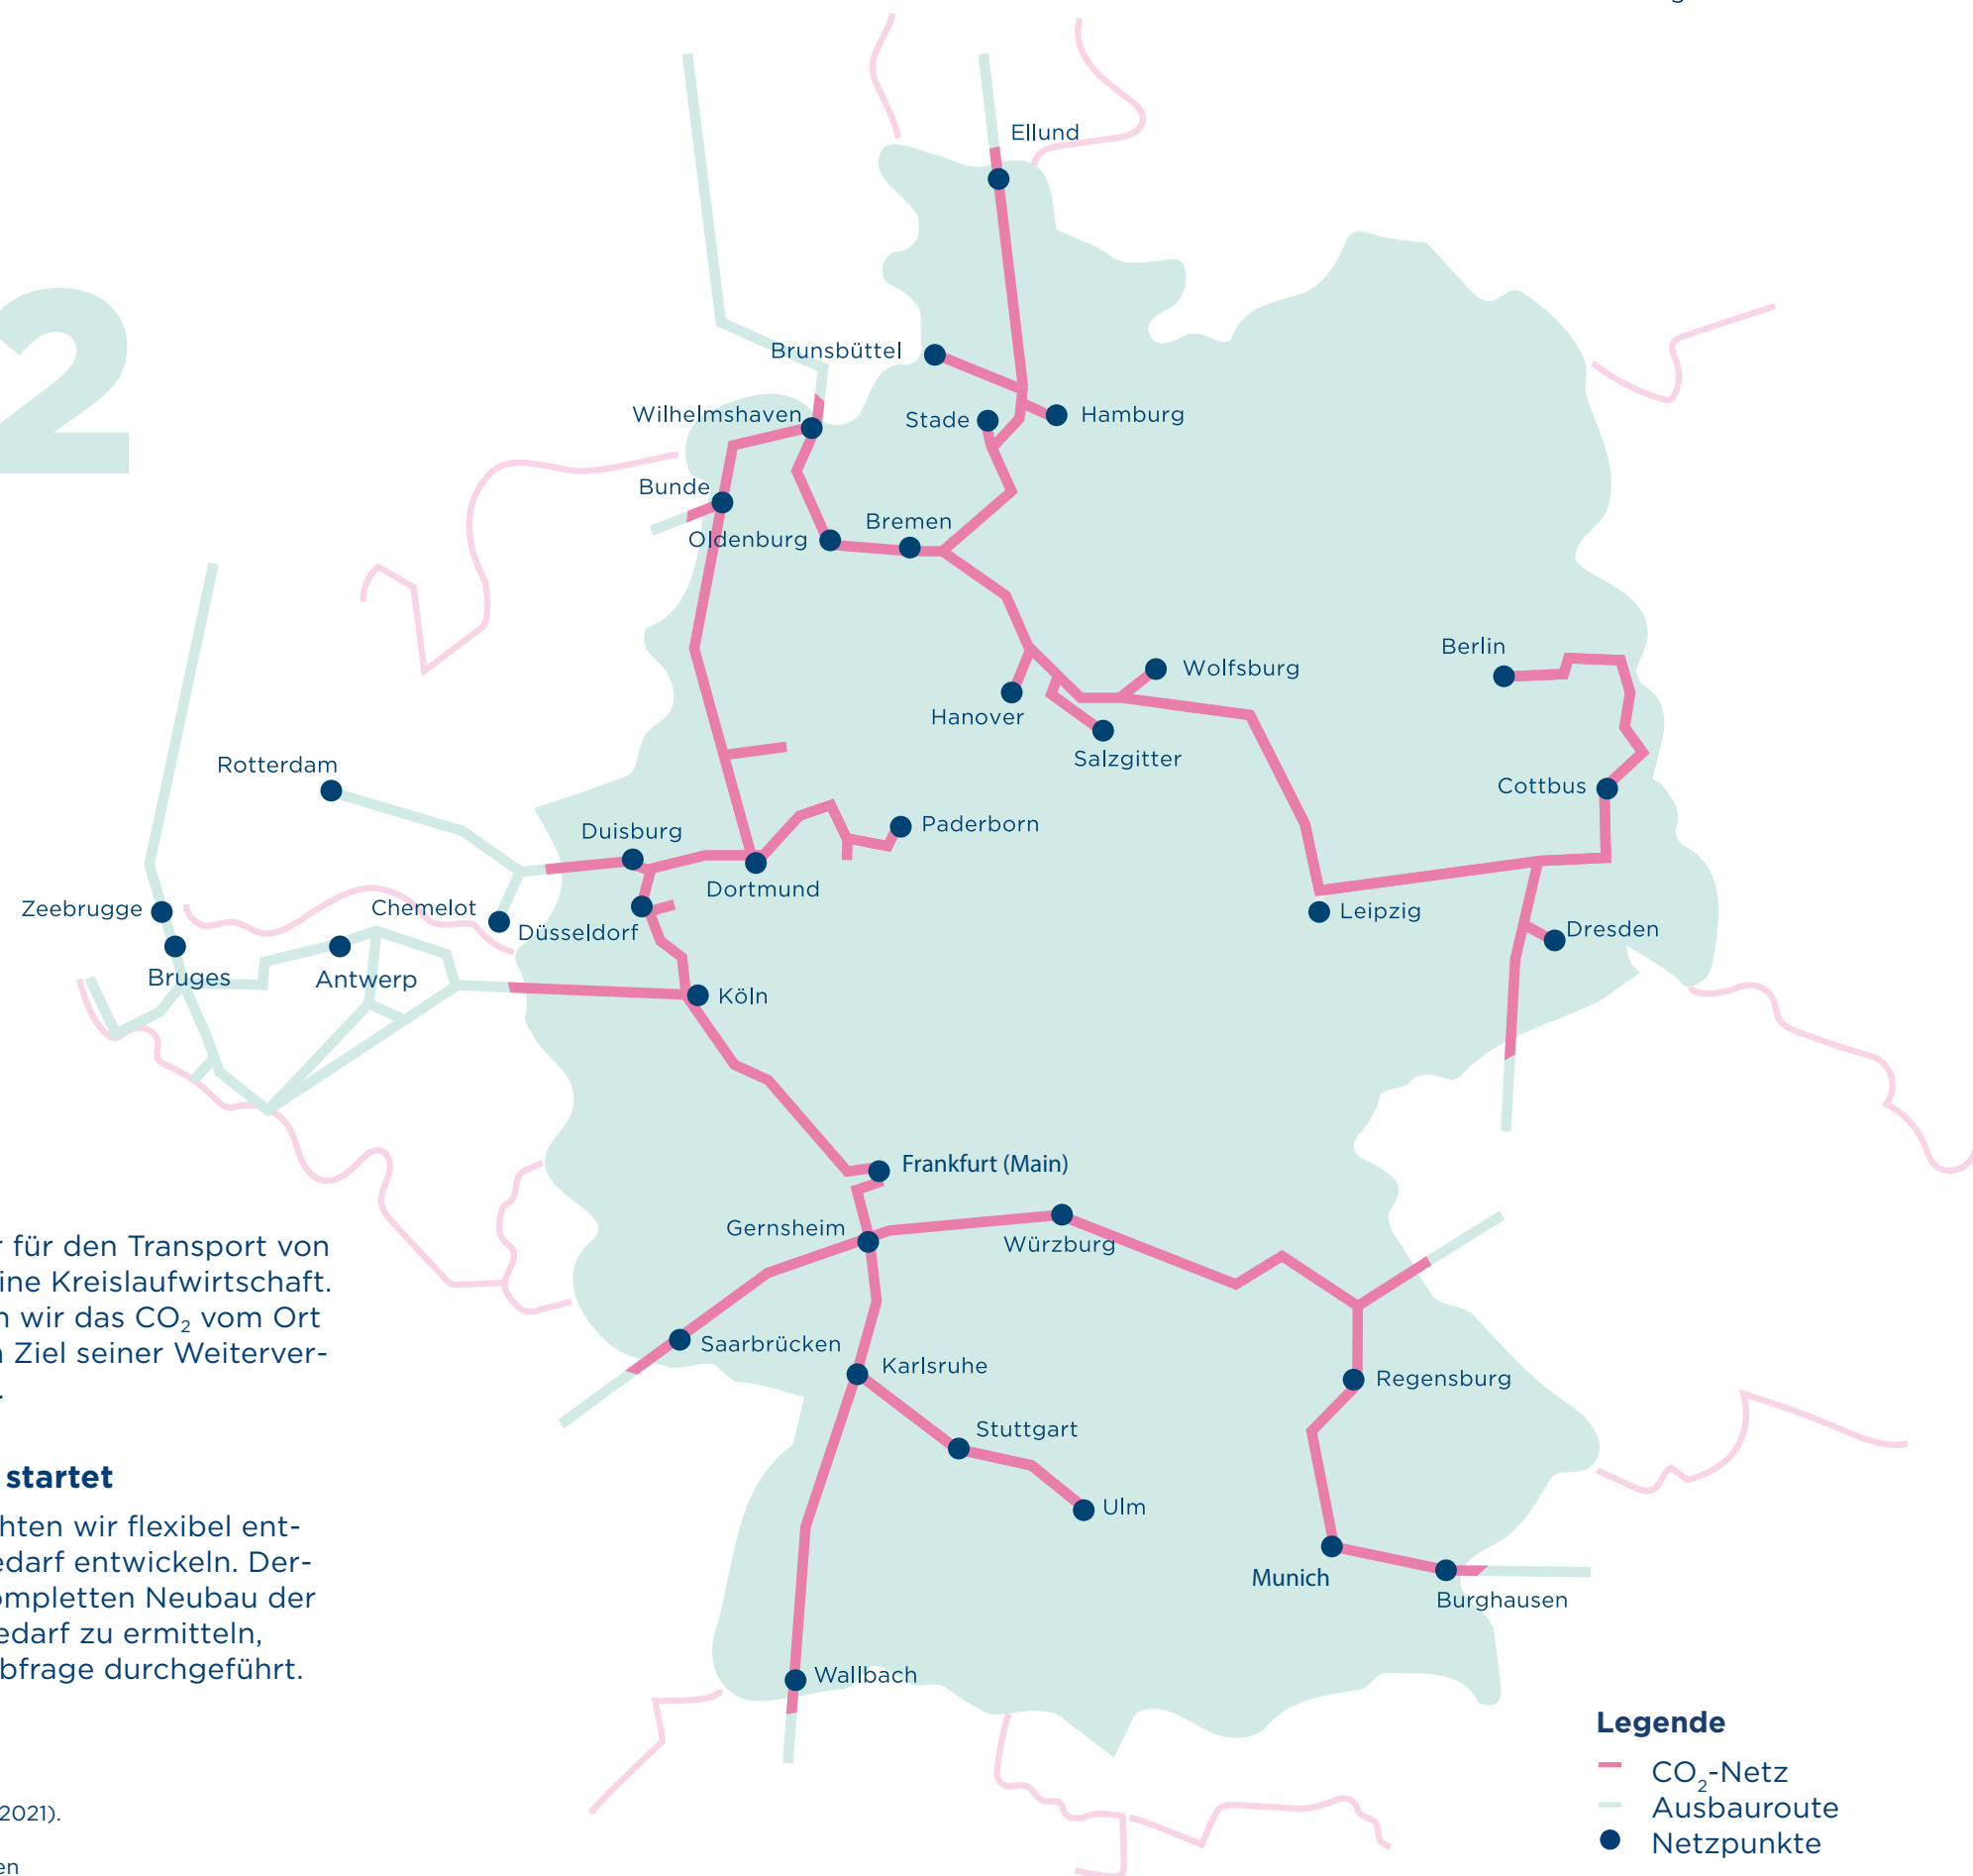 2
Ellund
Brunsbüttel
Wilhelmshaven
Stade
Hamburg
Bunde
Oldenburg
Bremen
Berlin
Wolfsburg
Hanover
Salzgitter
Rotterdam
Cottbus
Duisburg
Paderborn
Dortmund
Zeebrugge
Chemelot
Düsseldorf
Leipzig
Dresden
Bruges
Antwerp
Köln
Frankfurt (Main)
Gernsheim
Würzburg
Saarbrücken
Karlsruhe
Regensburg
Stuttgart
Ulm
Munich
Burghausen
Wallbach
r für den Transport von
ine Kreislaufwirtschaft.
n wir das CO₂ vom Ort
n Ziel seiner Weiterver-
.
startet
hten wir flexibel ent-
edarf entwickeln. Der-
ompletten Neubau der
edarf zu ermitteln,
bfrage durchgeführt.
2021).
en
Legende
CO₂-Netz
Ausbauroute
Netzpunkte